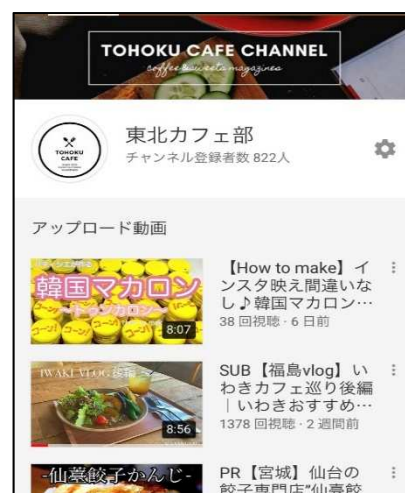 TOHOKU CAFE CHANNEL
coffee & sweets magazines
TOHOKU
CAFE
東北カフェ部
チャンネル登録者数 822人
アップロード動画
韓国マカロン
〜トゥンカロン〜
8:07
【How to make】イ
ンスタ映え間違いな
し♪韓国マカロン…
38 回視聴・6 日前
IWAKI VLOG 後編
8:56
SUB【福島vlog】い
わきカフェ巡り後編
｜いわきおすすめ…
1378 回視聴・2 週間前
-仙臺餃子かんじ-
PR【宮城】仙台の
餃子専門店“仙臺餃